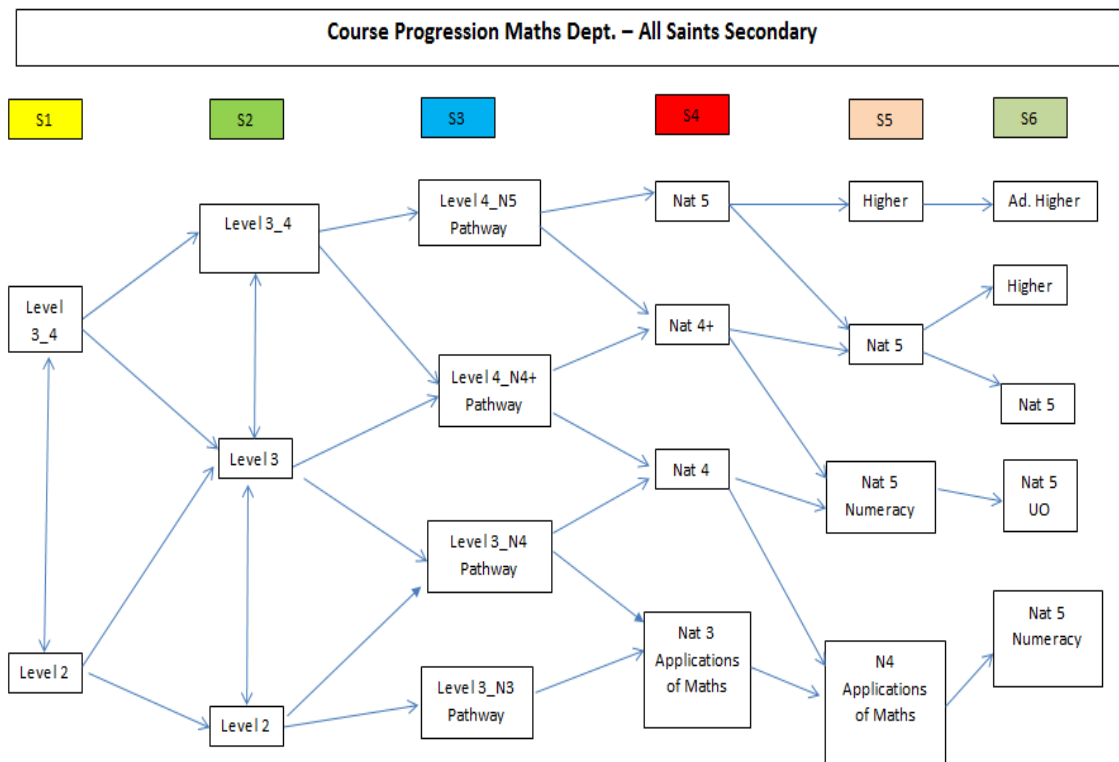 Course Progression Maths Dept. – All Saints Secondary
S1
S2
S3
S4
S5
S6
Level
3_4
Level 2
Level 3_4
Level 3
Level 2
Level 4_N5
Pathway
Level 4_N4+
Pathway
Level 3_N4
Pathway
Level 3_N3
Pathway
Nat 5
Nat 4+
Nat 4
Nat 3
Applications
of Maths
Higher
Nat 5
Nat 5
Numeracy
N4
Applications
of Maths
Ad. Higher
Higher
Nat 5
Nat 5
UO
Nat 5
Numeracy